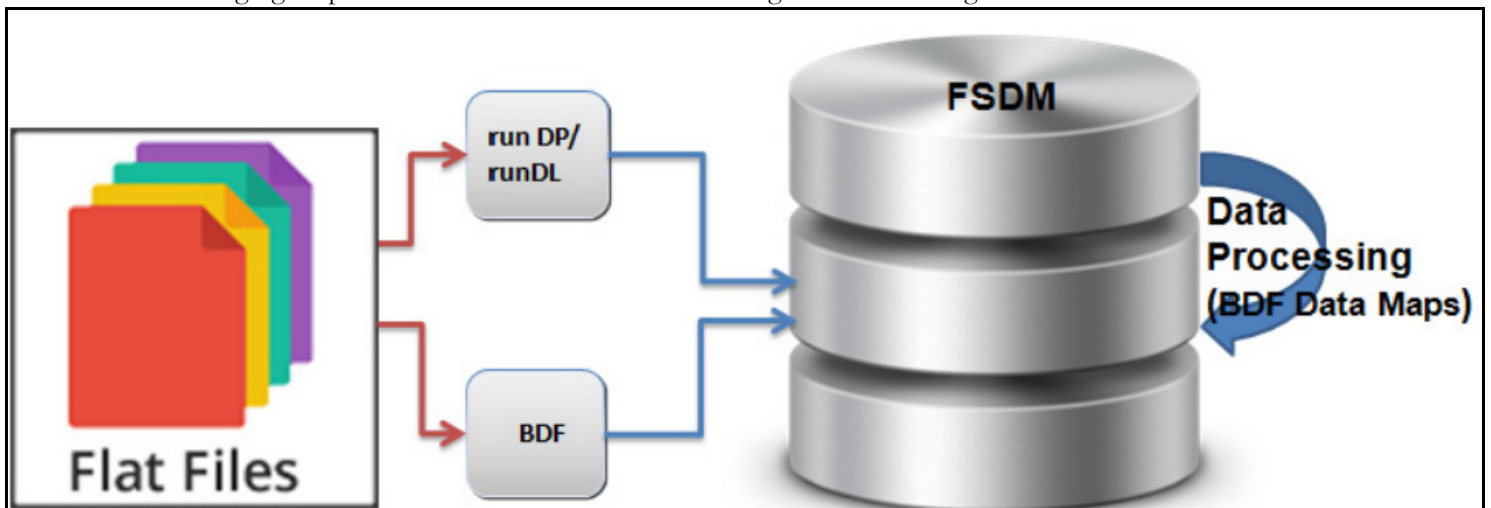 run DP/
runDL
BDF
Flat Files
FSDM
Data
Processing
(BDF Data Maps)